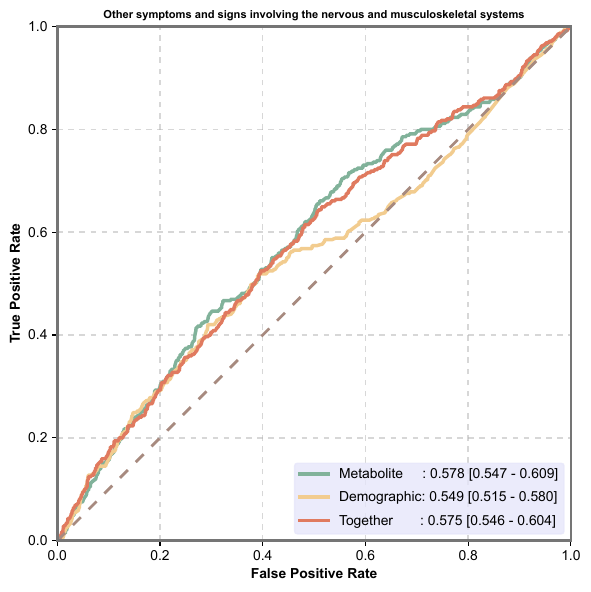 Other symptoms and signs involving the nervous and musculoskeletal systems
1.0
0.8
0.6
0.4
0.2
0.0
True Positive Rate
Metabolite : 0.578 [0.547 - 0.609]
Demographic: 0.549 [0.515 - 0.580]
Together : 0.575 [0.546 - 0.604]
0.0 0.2 0.4 0.6 0.8 1.0
False Positive Rate